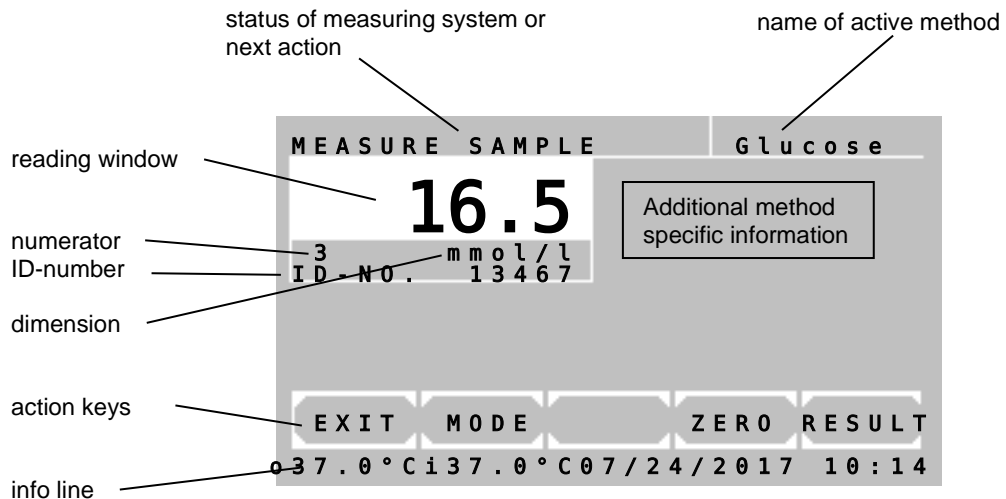 status of measuring system or
next action
name of active method
MEASURE SAMPLE
Glucose
reading window
16.5
Additional method
specific information
numerator
3 mmol/l
ID-number
ID-NO. 13467
dimension
action keys
EXIT MODE ZERO RESULT
o37.0°Ci37.0°C07/24/2017 10:14
info line